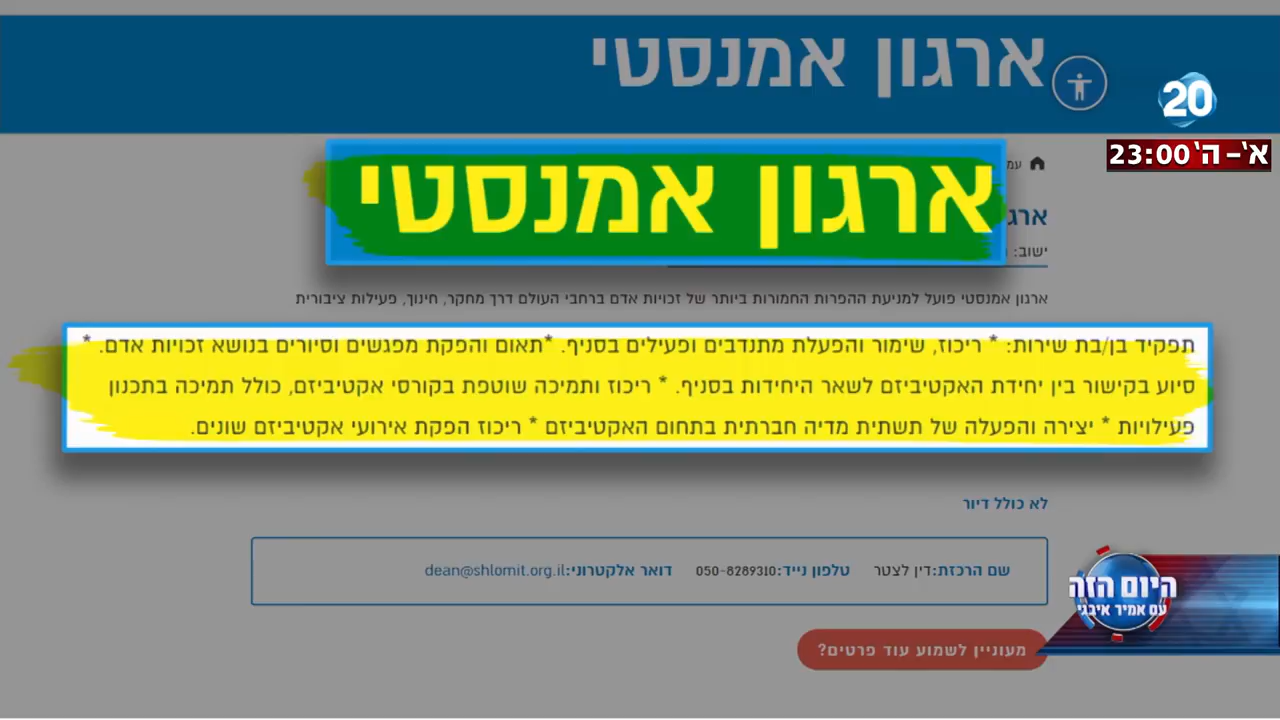 ארגון אמנסטי
20
א'-ה' 23:00
ארגון אמנסטי
ישוב:
ארגון אמנסטי פועל למניעת ההפרות החמורות ביותר של זכויות אדם ברחבי העולם דרך מחקר, חינוך, פעילות ציבורית
תפקיד בן/בת שירות: * ריכוז, שימור והפעלת מתנדבים ופעילים בסניף. *תאום והפקת מפגשים וסיורים בנושא זכויות אדם. *
סיוע בקישור בין יחידת האקטיביזם לשאר היחידות בסניף. * ריכוז ותמיכה שוטפת בקורסי אקטיביזם, כולל תמיכה בתכנון
פעילויות * יצירה והפעלה של תשתית מדיה חברתית בתחום האקטיביזם * ריכוז הפקת אירועי אקטיביזם שונים.
לא כולל דיור
שם הרכזת:דין לצטר טלפון נייד:050-8289310 דואר אלקטרוני:dean@shlomit.org.il
היום הזה
עם אמיר איבגי
מעוניין לשמוע עוד פרטים?